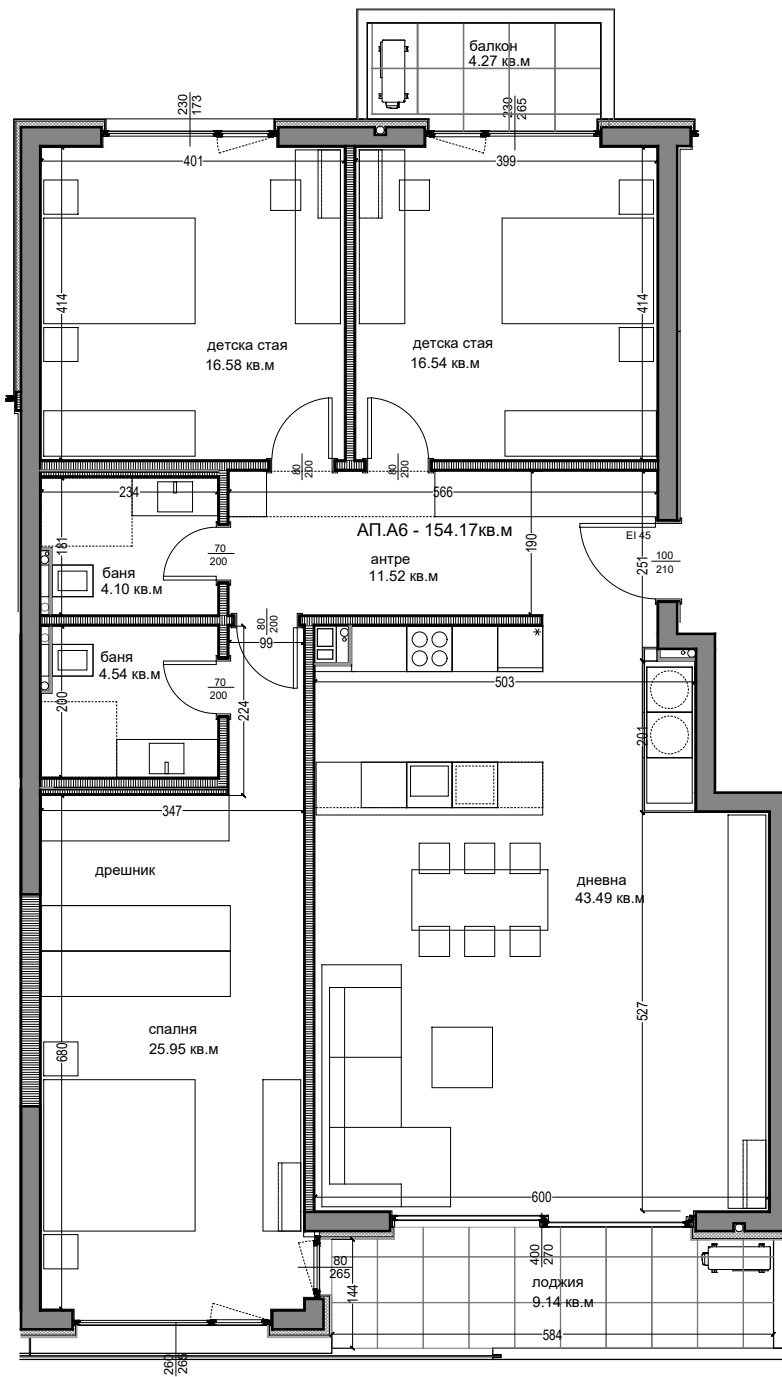 балкон
4.27 кв.м
230
173
230
265
401
399
414
414
детска стая
16.58 кв.м
детска стая
16.54 кв.м
80
200
80
200
234
566
АП.А6 - 154.17кв.м
антре
11.52 кв.м
190
EI 45
251
100
210
181
70
200
баня
4.10 кв.м
80
200
99
*
баня
4.54 кв.м
70
200
200
224
503
201
347
дрешник
дневна
43.49 кв.м
527
спалня
25.95 кв.м
680
600
400
270
80
265
144
лоджия
9.14 кв.м
584
260
265